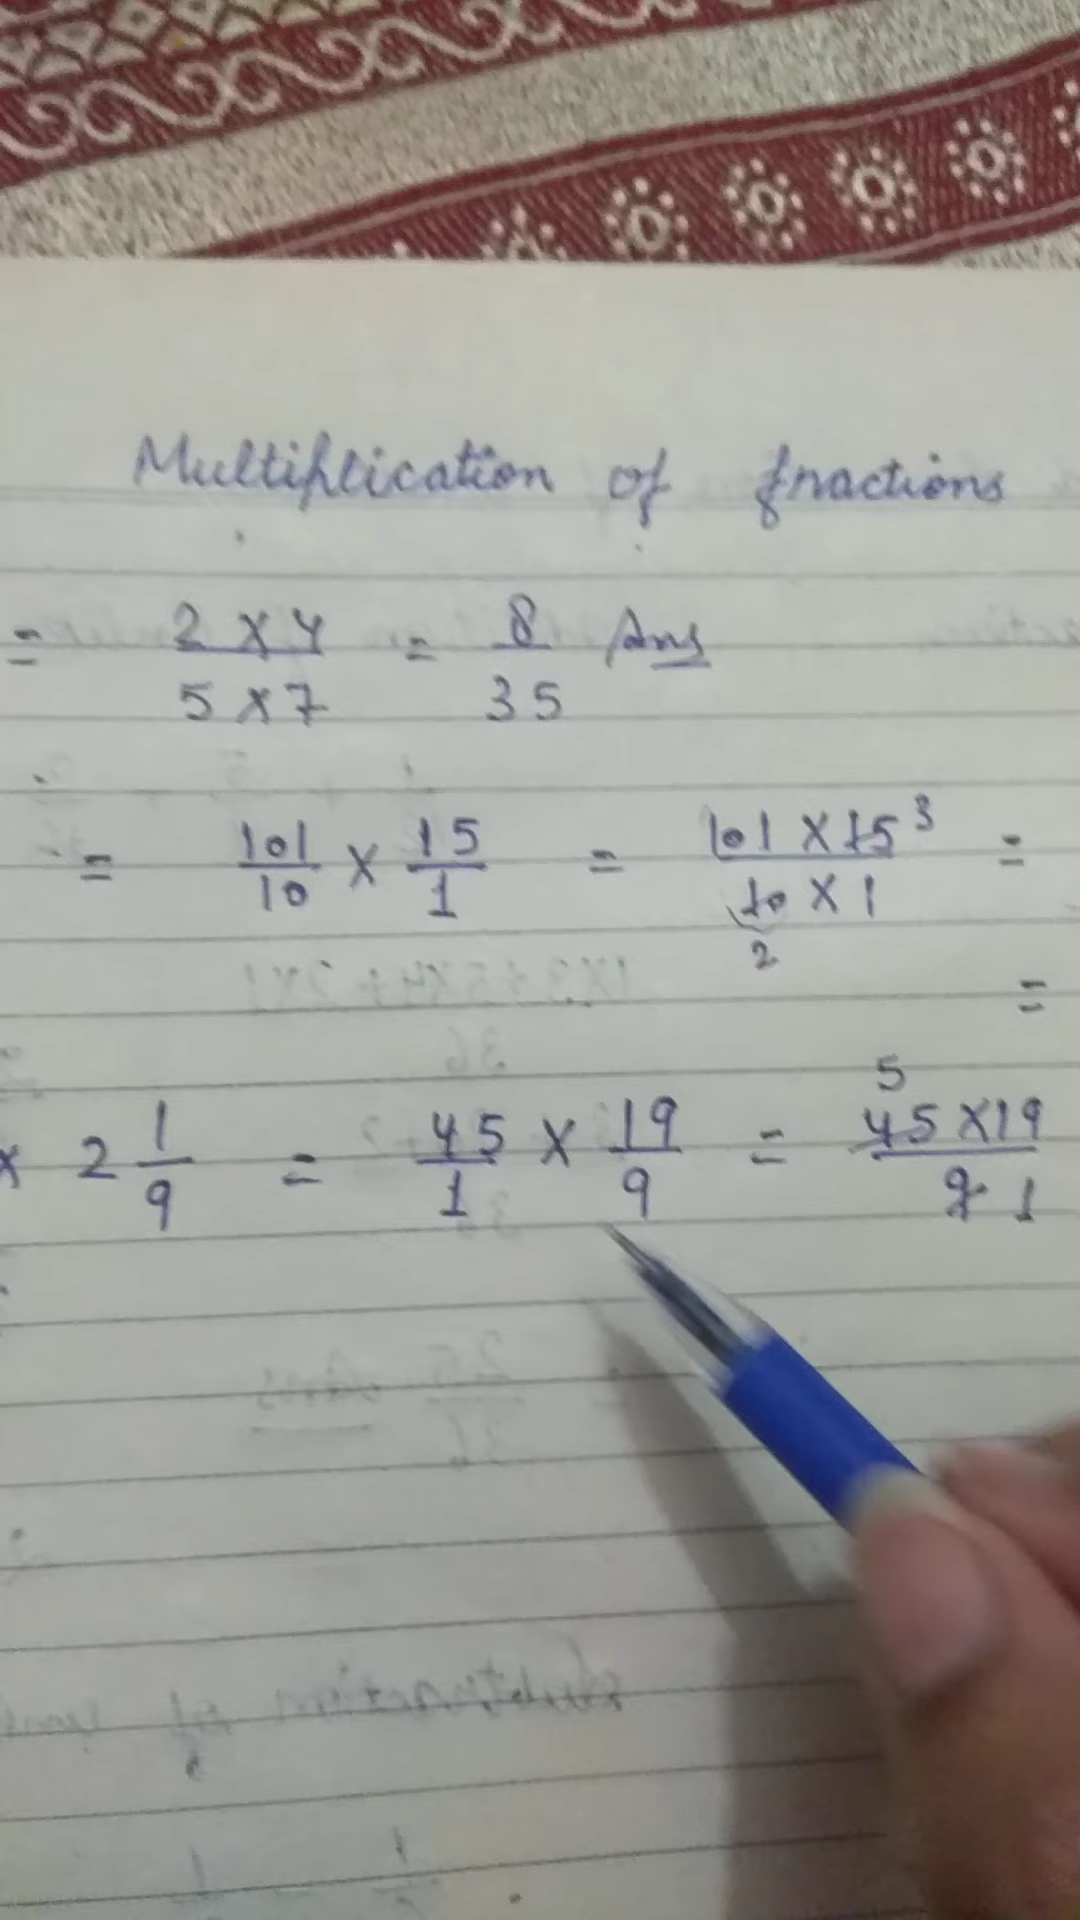 Multiplication of fractions
= 2 X 4 / 5 X 7 = 8 / 35 Ans
= 101 / 10 X 15 / 1 = 101 X 15 3 / 10 X 1 2 =
=
x 2 1 / 9 = 45 / 1 X 19 / 9 = 5 45 X 19 / 9 1